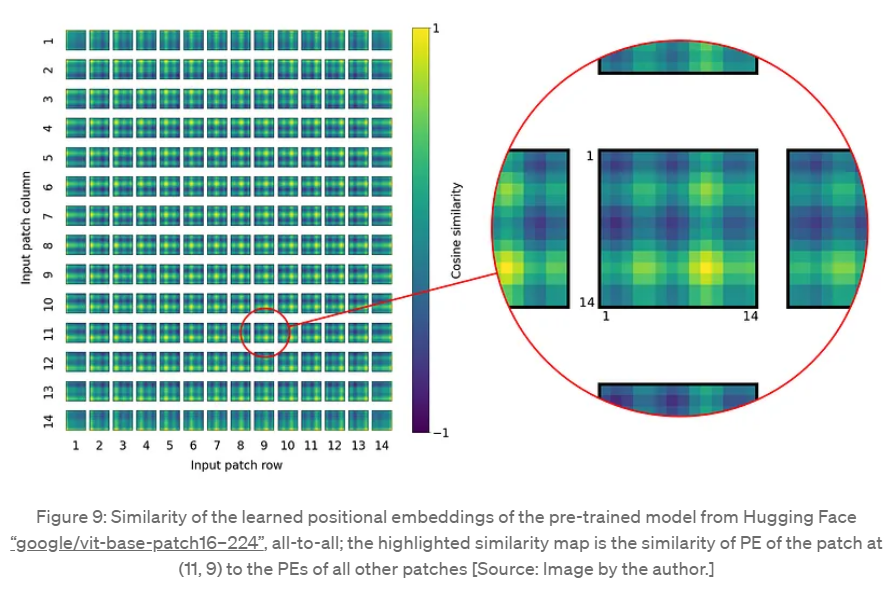 1
2
3
4
5
6
7
8
9
10
11
12
13
14
Input patch column
1 2 3 4 5 6 7 8 9 10 11 12 13 14
Input patch row
1
−1
Cosine similarity
1
14
1 14
Figure 9: Similarity of the learned positional embeddings of the pre-trained model from Hugging Face
“google/vit-base-patch16–224”, all-to-all; the highlighted similarity map is the similarity of PE of the patch at
(11, 9) to the PEs of all other patches [Source: Image by the author.]